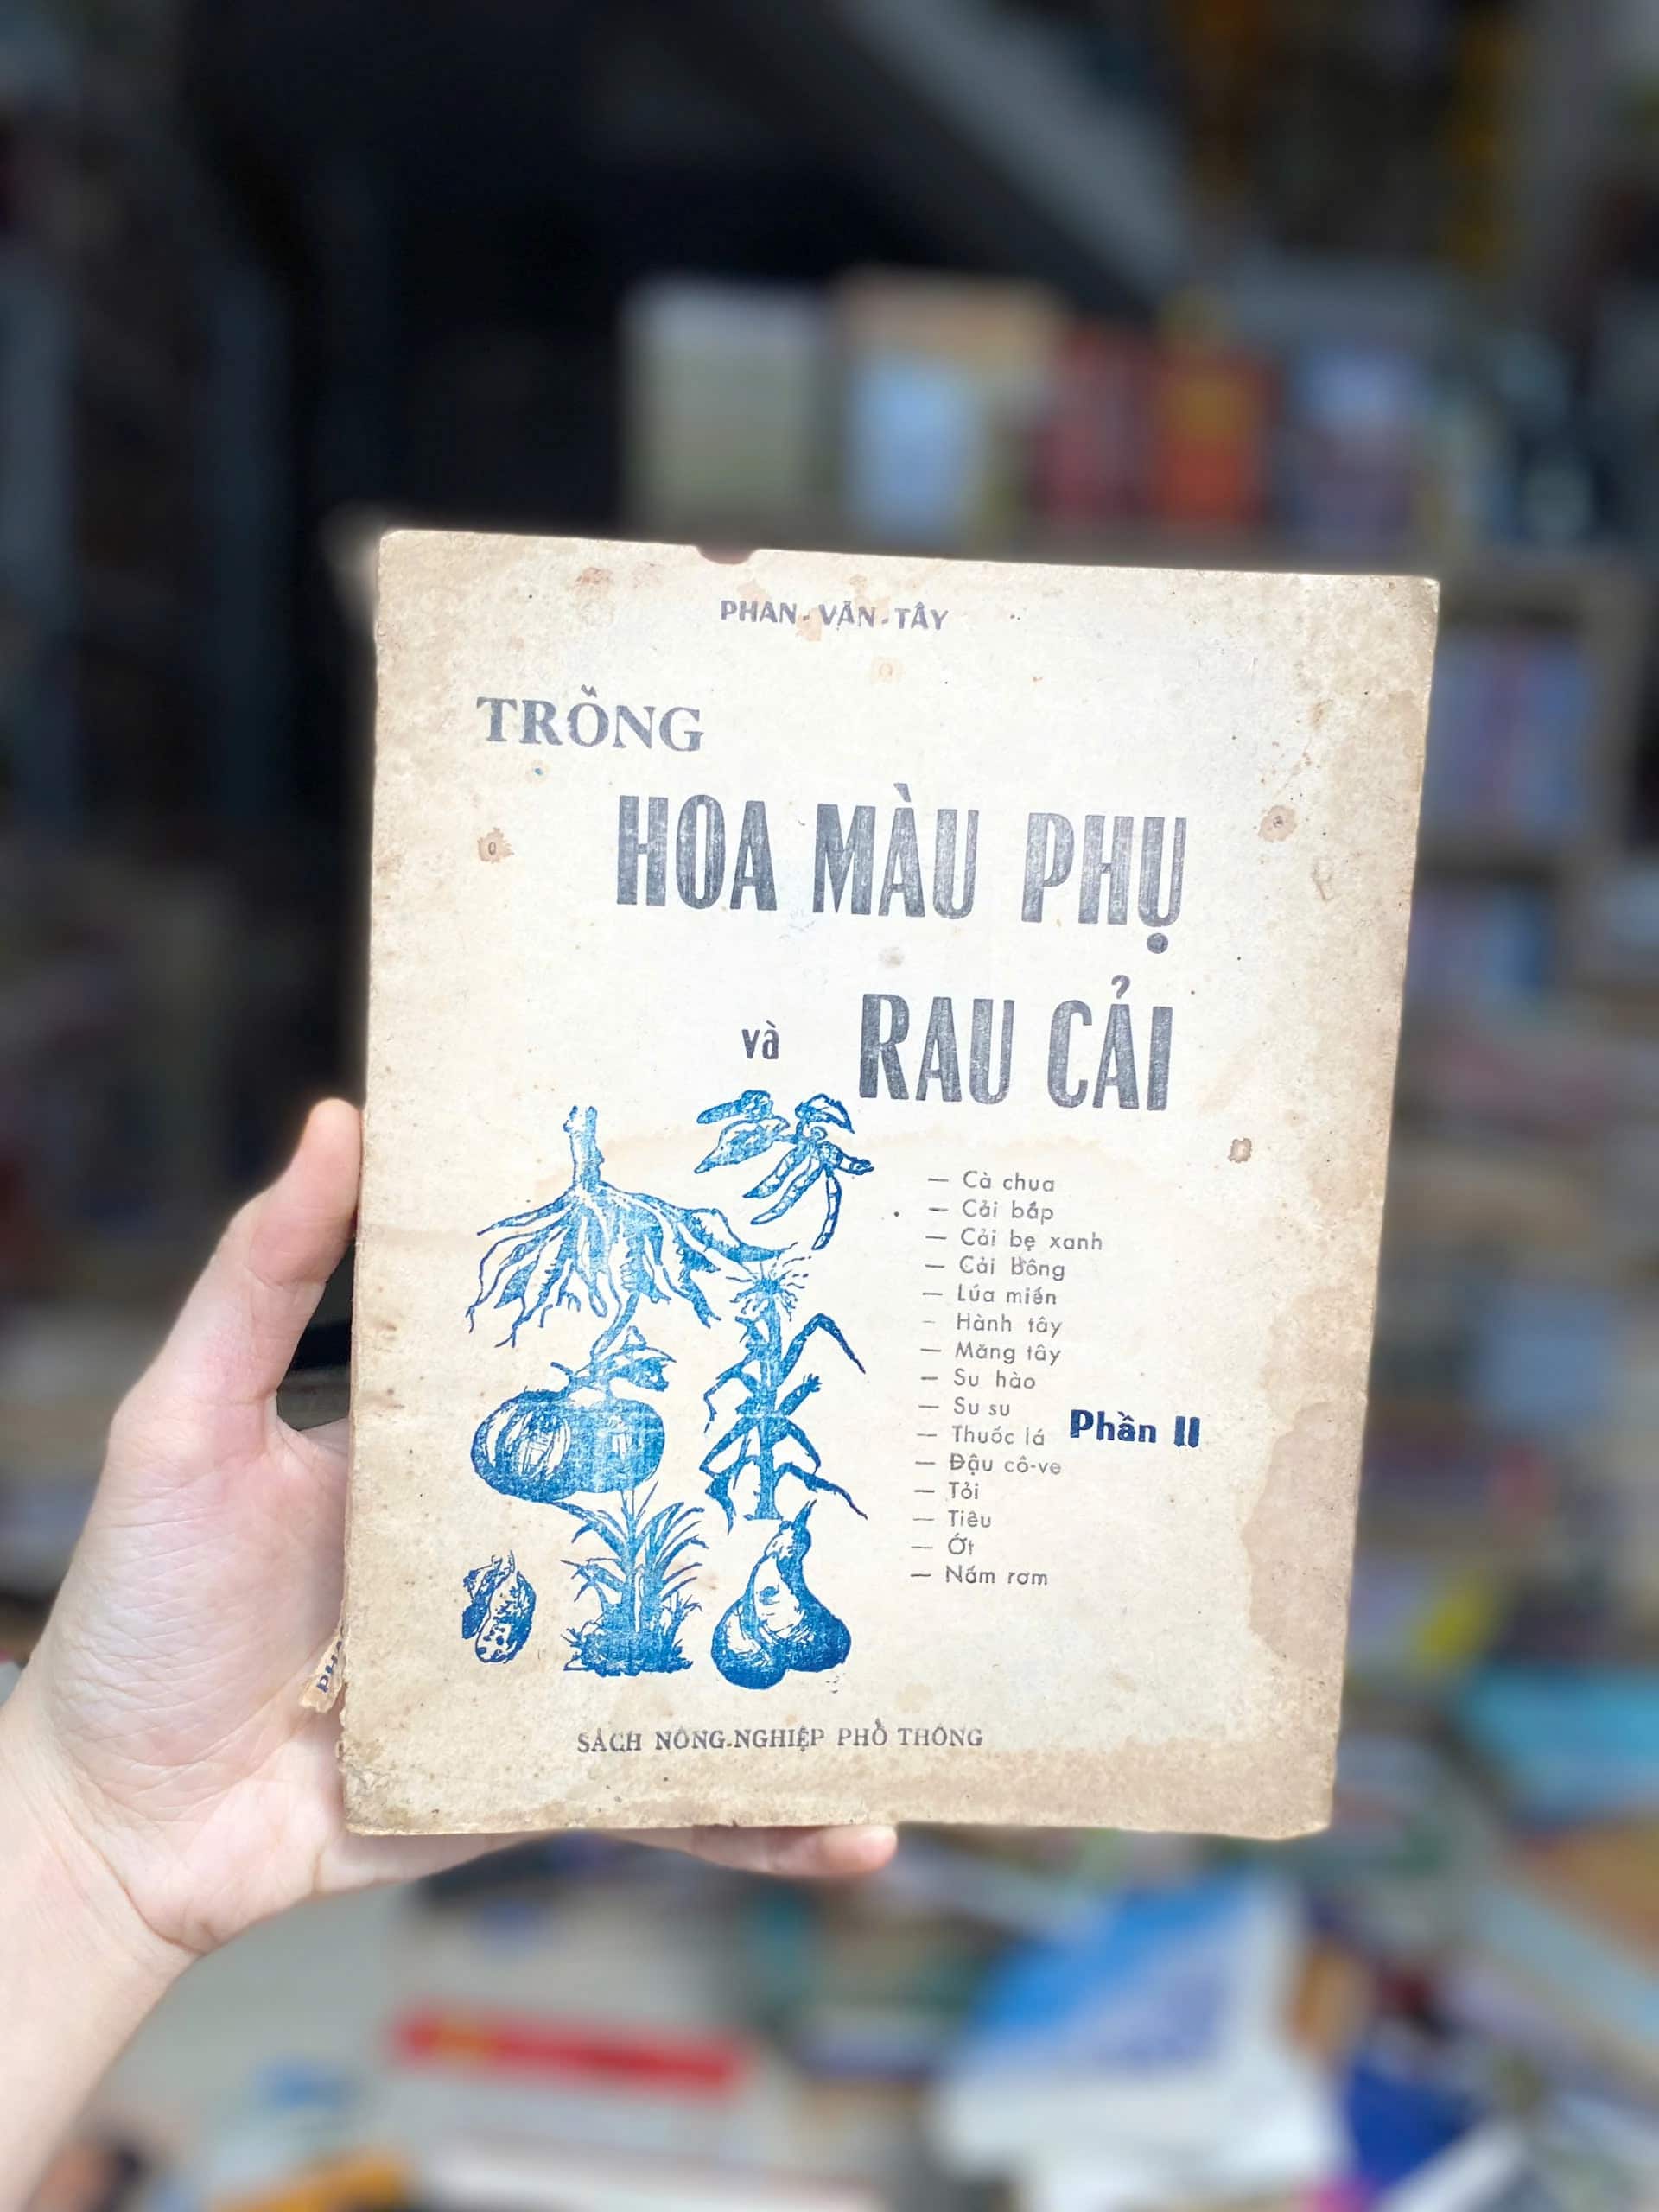 PHAN-VĂN-TÂY
TRỒNG
HOA MÀU PHỤ
và RAU CẢI
— Cà chua
— Cải bắp
— Cải bẹ xanh
— Cải bông
— Lúa miến
— Hành tây
— Măng tây
— Su hào
— Su su
— Thuốc lá
Phần II
— Đậu cô-ve
— Tỏi
— Tiêu
— Ớt
— Nấm rơm
SÁCH NÔNG-NGHIỆP PHỔ THÔNG